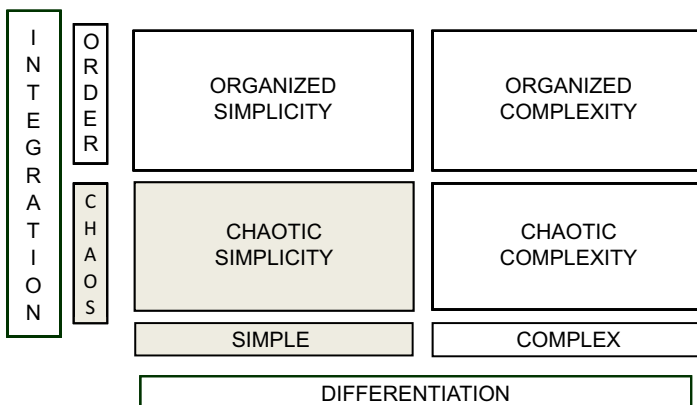 INTEGRATION
ORDER
ORGANIZED
SIMPLICITY
ORGANIZED
COMPLEXITY
CHAOS
CHAOTIC
SIMPLICITY
CHAOTIC
COMPLEXITY
SIMPLE
COMPLEX
DIFFERENTIATION